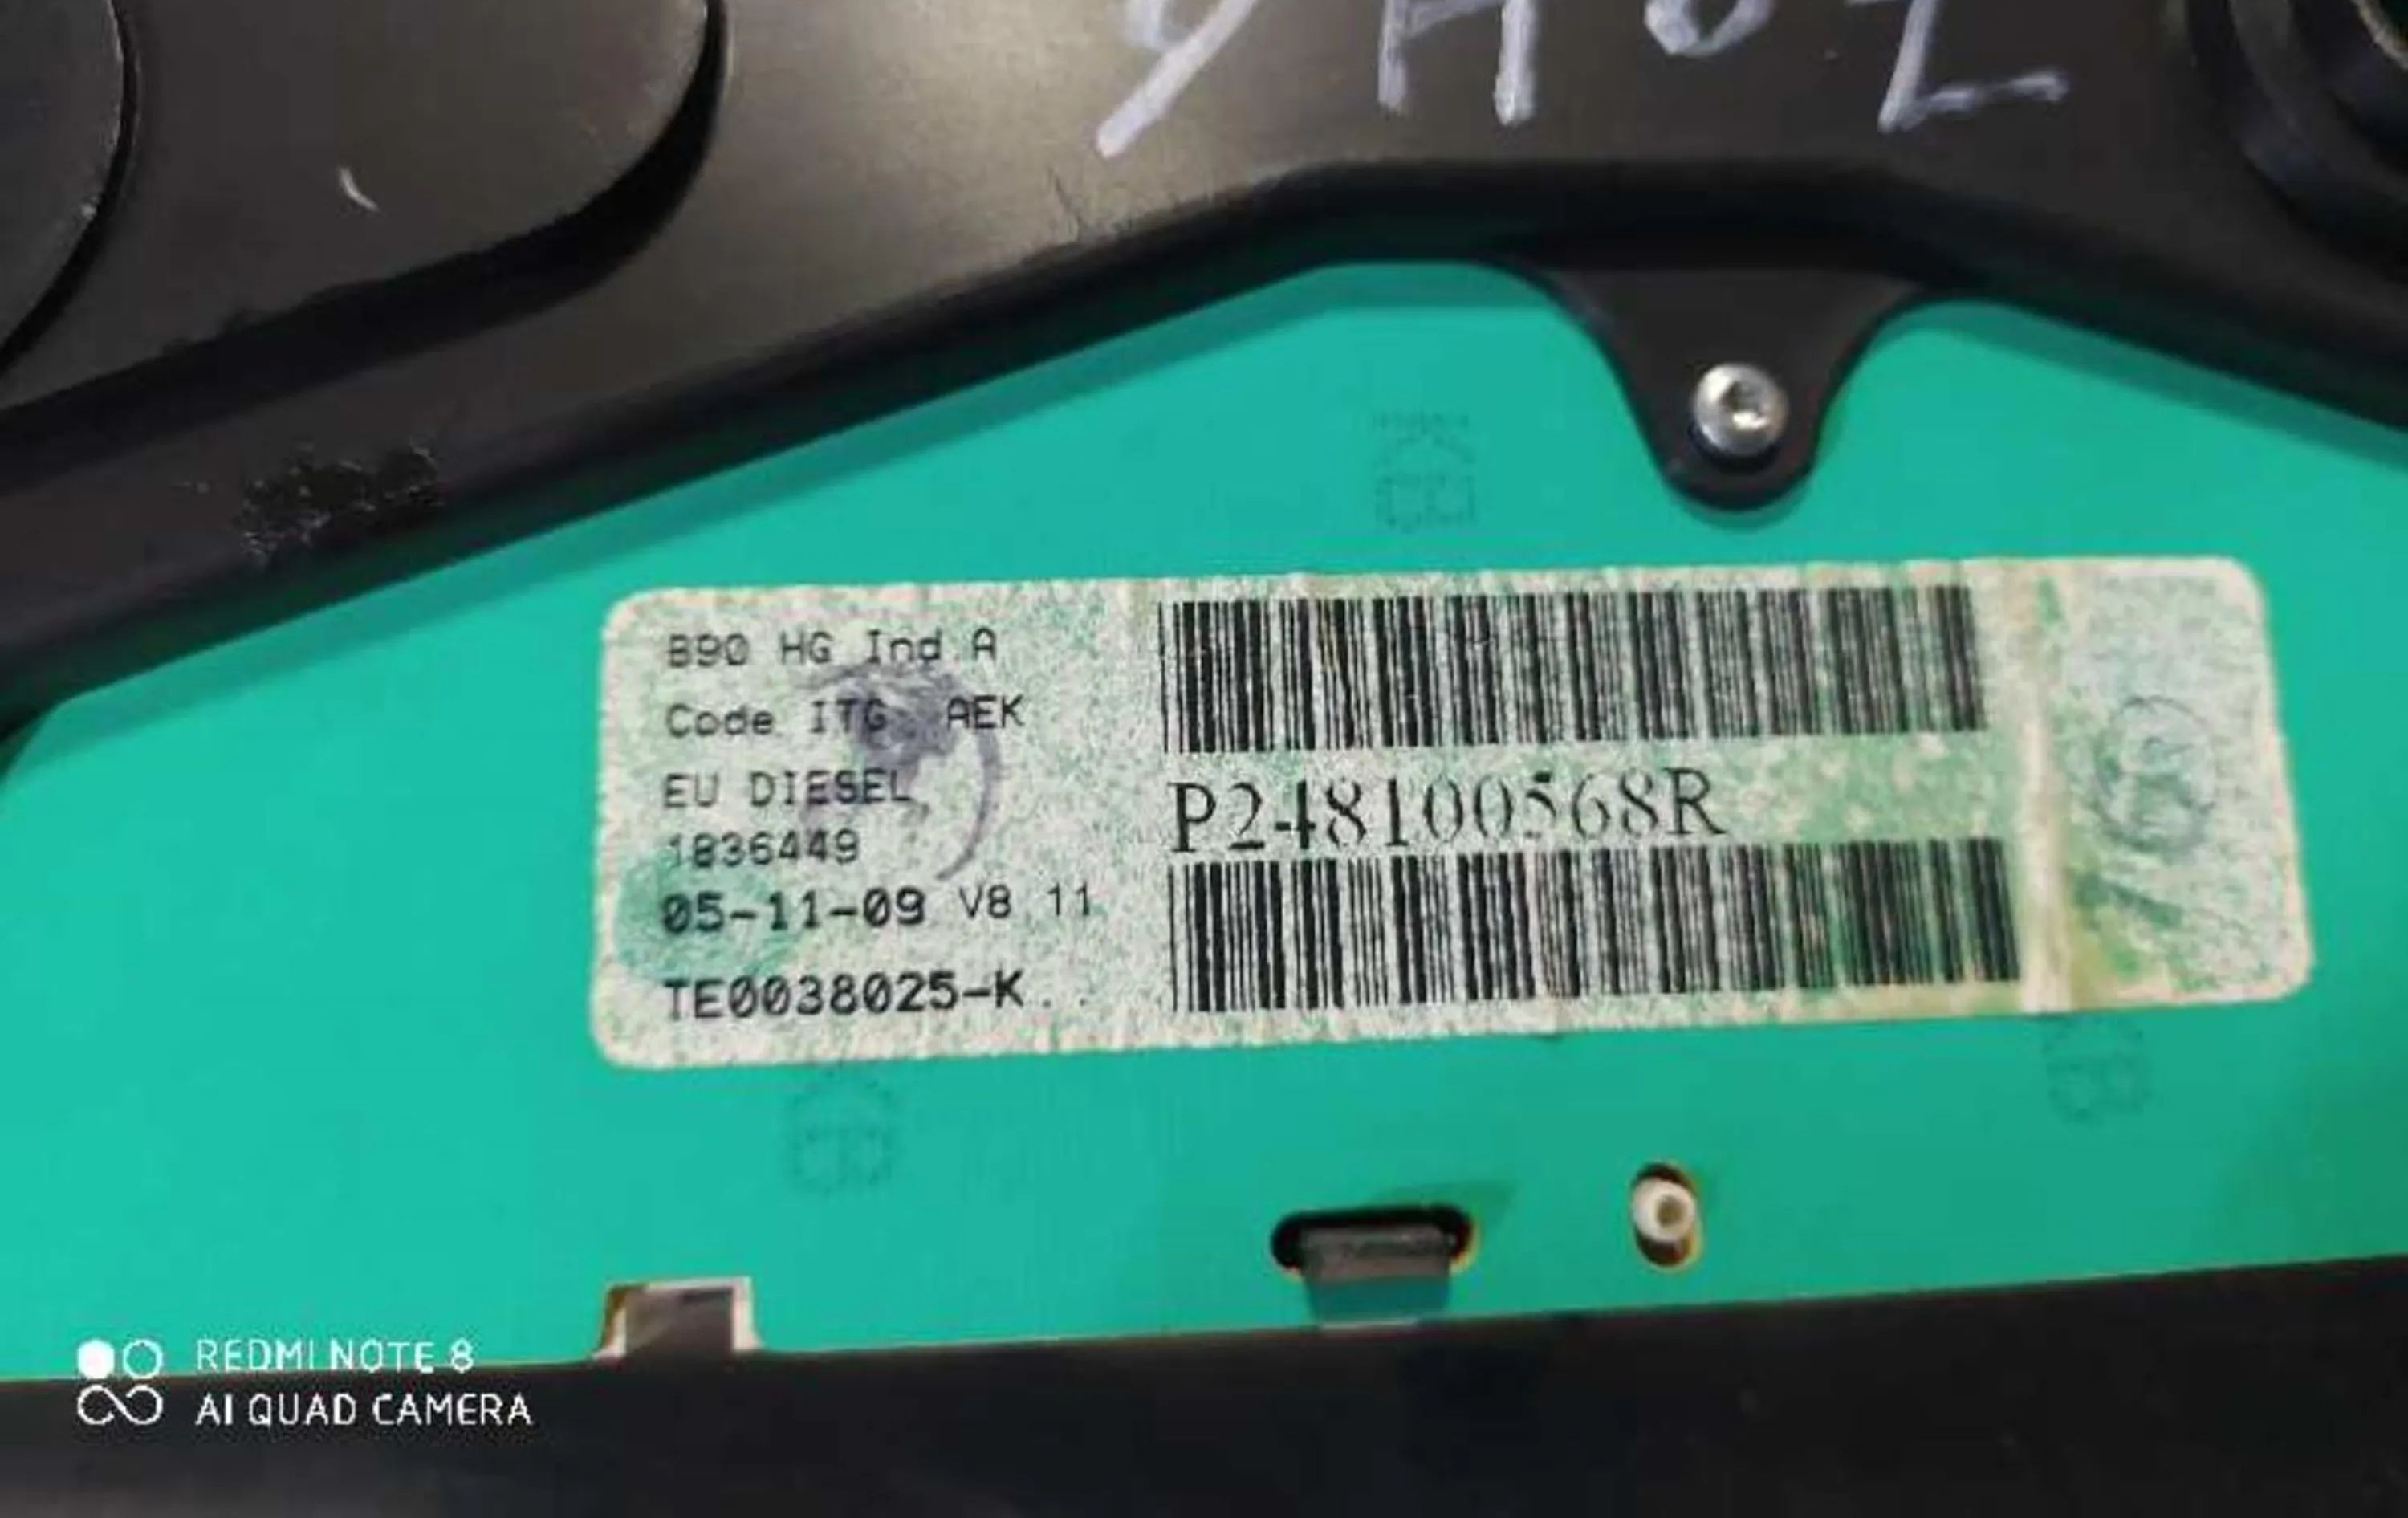 B90 HG Ind A
Code ITG AEK
EU DIESEL
1836449
05-11-09 V8.11
TE0038025-K..
P248100568R
REDMI NOTE 8
AI QUAD CAMERA